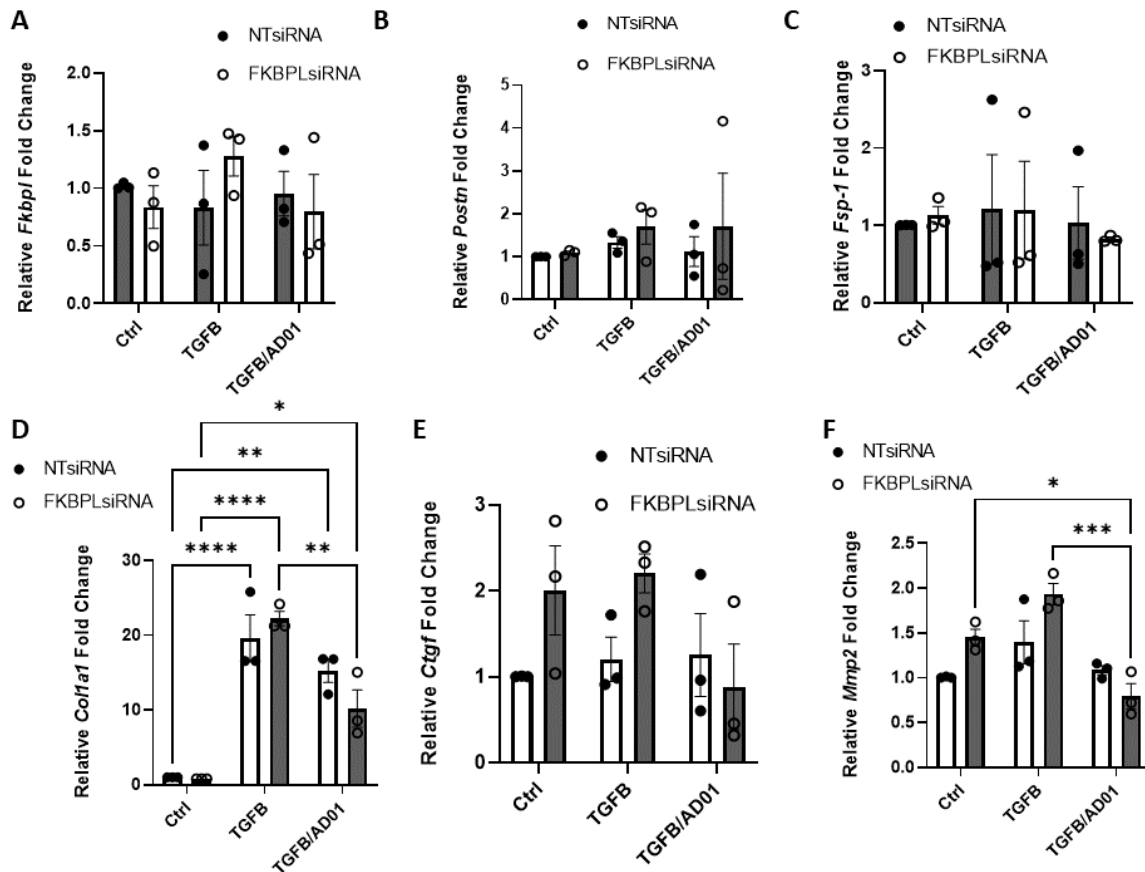 A
NTsiRNA
FKBPLsiRNA
Relative Fkbpl Fold Change
2.0
1.5
1.0
0.5
0.0
Ctrl
TGFB
TGFB/AD01
B
NTsiRNA
FKBPLsiRNA
Relative Postn Fold Change
5
4
3
2
1
0
Ctrl
TGFB
TGFB/AD01
C
NTsiRNA
FKBPLsiRNA
Relative Fsp-1 Fold Change
3
2
1
0
Ctrl
TGFB
TGFB/AD01
D
NTsiRNA
FKBPLsiRNA
*
**
****
**
****
Relative Col1a1 Fold Change
30
20
10
0
Ctrl
TGFB
TGFB/AD01
E
NTsiRNA
FKBPLsiRNA
Relative Ctgf Fold Change
3
2
1
0
Ctrl
TGFB
TGFB/AD01
F
NTsiRNA
FKBPLsiRNA
*
***
Relative Mmp2 Fold Change
2.5
2.0
1.5
1.0
0.5
0.0
Ctrl
TGFB
TGFB/AD01